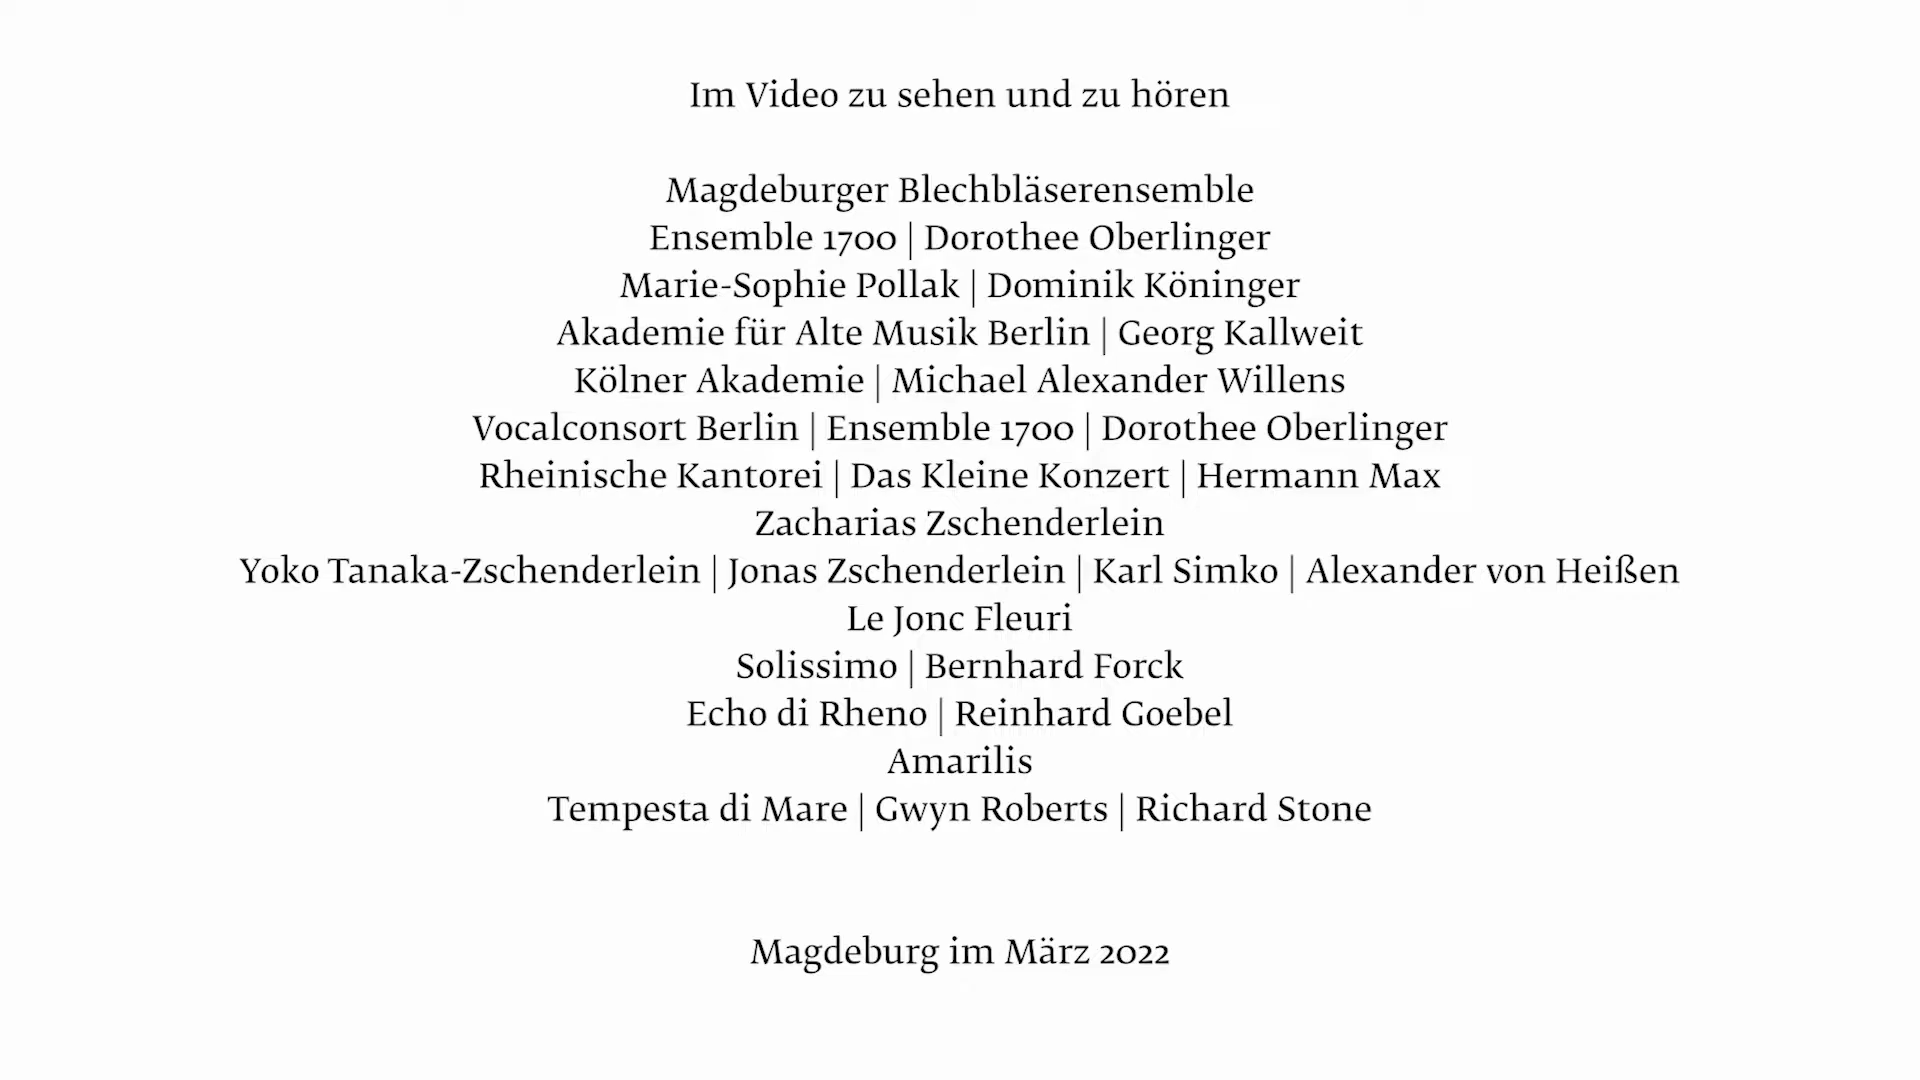 Im Video zu sehen und zu hören
Magdeburger Blechbläserensemble
Ensemble 1700 | Dorothee Oberlinger
Marie-Sophie Pollak | Dominik Köninger
Akademie für Alte Musik Berlin | Georg Kallweit
Kölner Akademie | Michael Alexander Willens
Vocalconsort Berlin | Ensemble 1700 | Dorothee Oberlinger
Rheinische Kantorei | Das Kleine Konzert | Hermann Max
Zacharias Zschenderlein
Yoko Tanaka-Zschenderlein | Jonas Zschenderlein | Karl Simko | Alexander von Heißen
Le Jonc Fleuri
Solissimo | Bernhard Forck
Echo di Rheno | Reinhard Goebel
Amarilis
Tempesta di Mare | Gwyn Roberts | Richard Stone
Magdeburg im März 2022